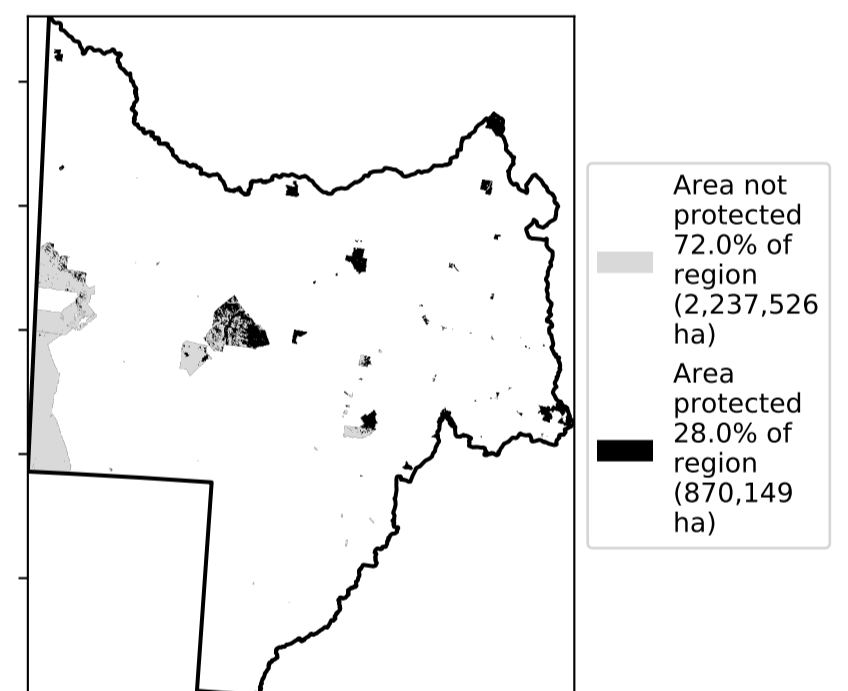 Area not
protected
72.0% of
region
(2,237,526
ha)
Area
protected
28.0% of
region
(870,149
ha)